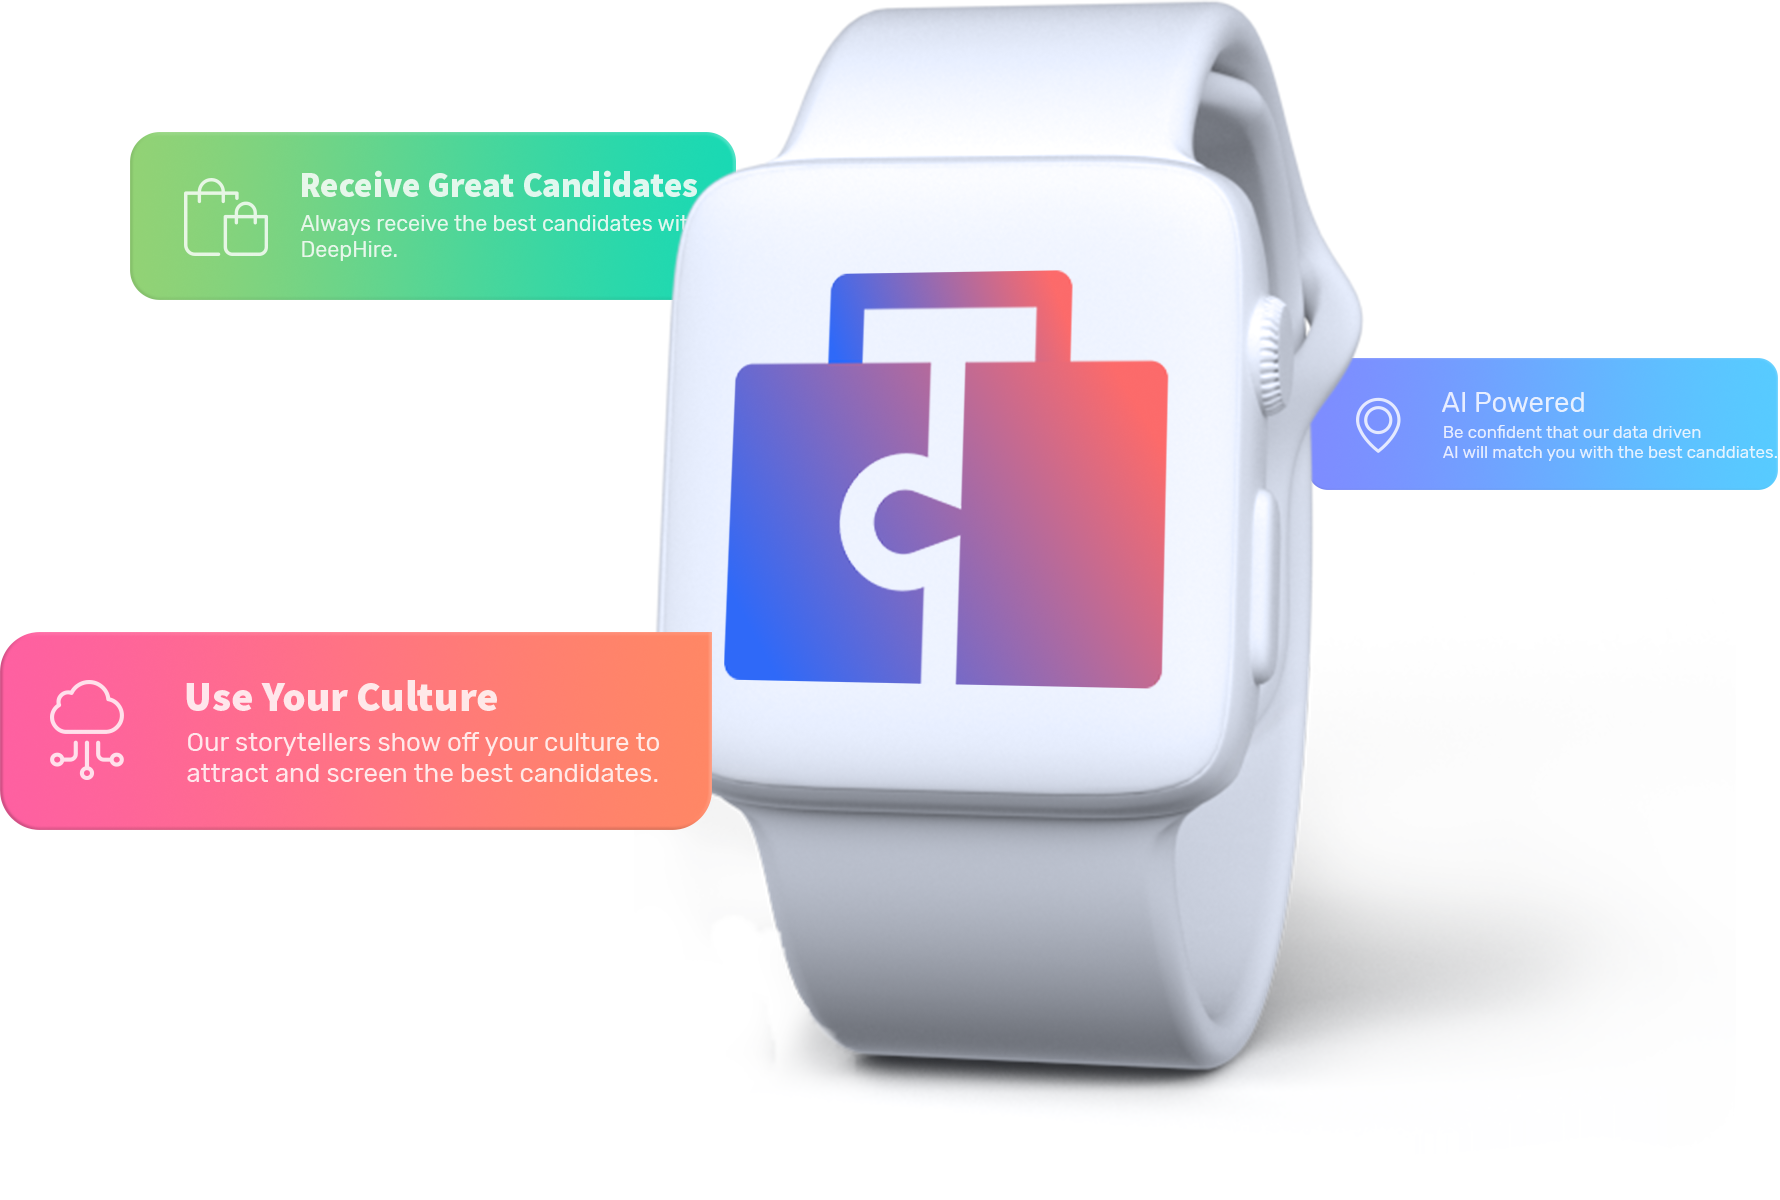 Receive Great Candidates
Always receive the best candidates wit
DeepHire.
AI Powered
Be confident that our data driven
AI will match you with the best canddiates.
Use Your Culture
Our storytellers show off your culture to
attract and screen the best candidates.